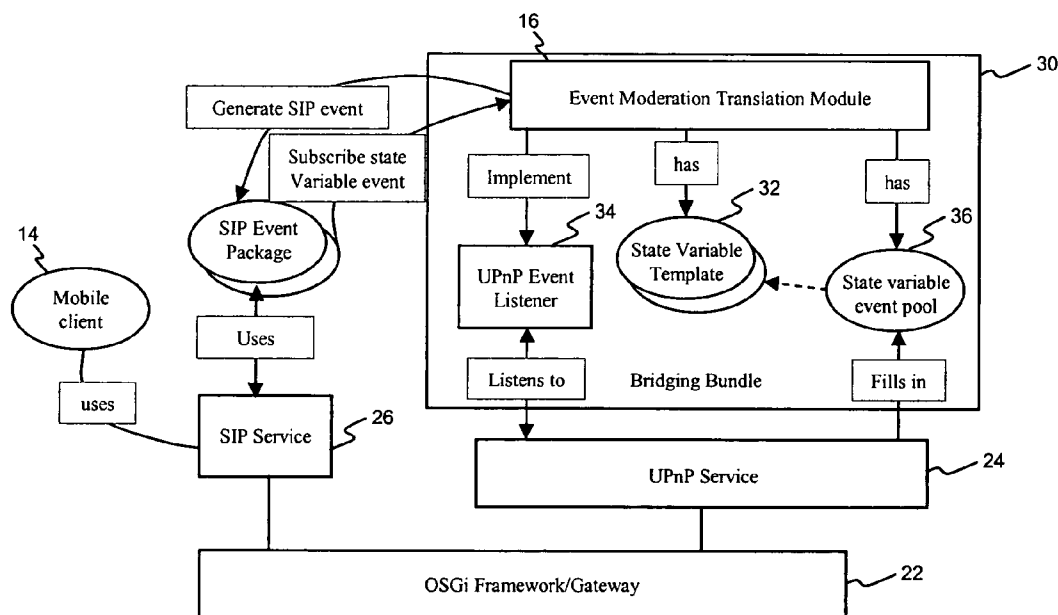 16
30
Event Moderation Translation Module
Generate SIP event
Subscribe state
Variable event
Implement
has
has
32
34
36
14
SIP Event
Package
State Variable
Template
UPnP Event
Listener
State variable
event pool
Mobile
client
Uses
Listens to
Bridging Bundle
Fills in
uses
SIP Service
26
UPnP Service
24
OSGi Framework/Gateway
22